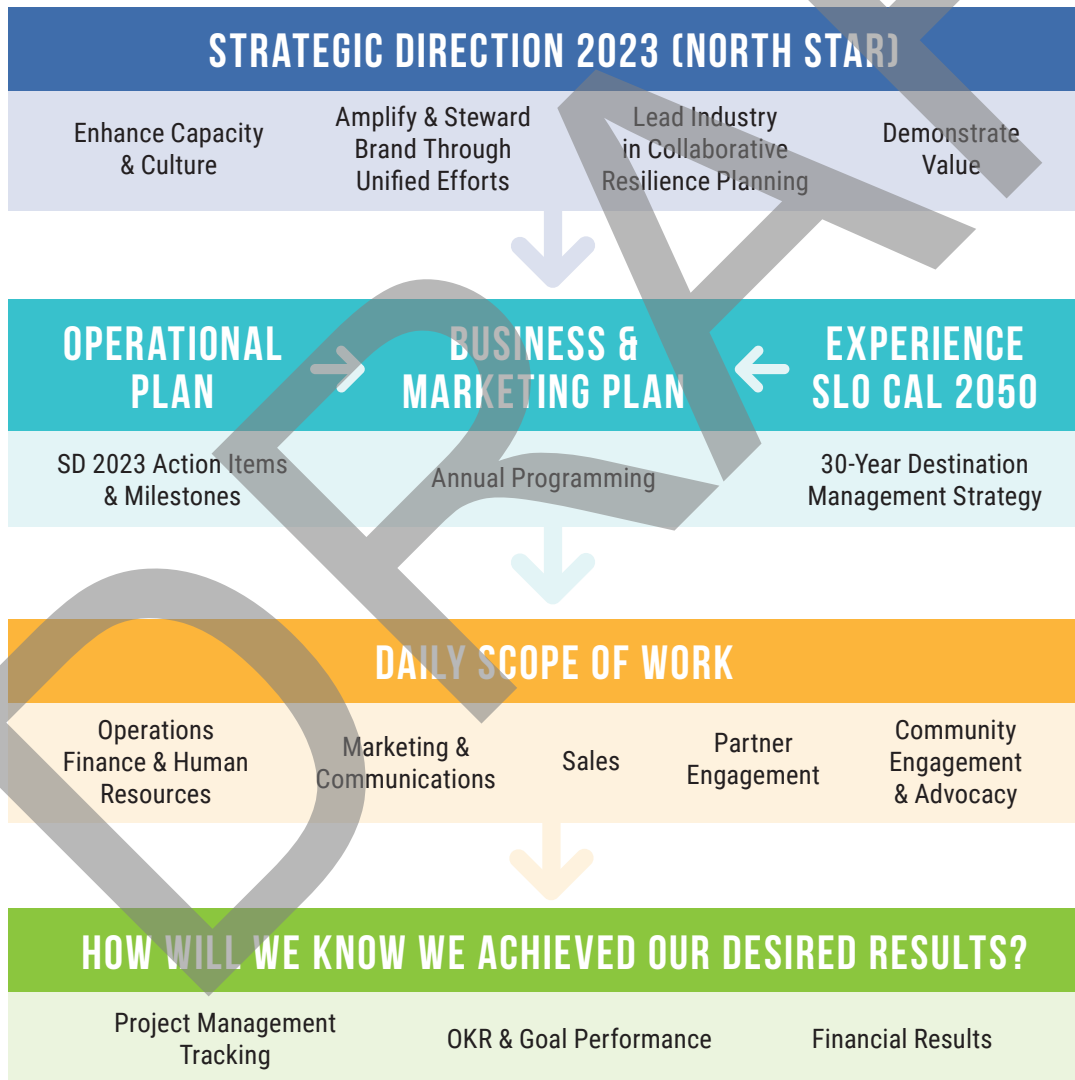 STRATEGIC DIRECTION 2023 (NORTH STAR)
Enhance Capacity
& Culture
Amplify & Steward
Brand Through
Unified Efforts
Lead Industry
in Collaborative
Resilience Planning
Demonstrate
Value
OPERATIONAL
PLAN
BUSINESS &
MARKETING PLAN
EXPERIENCE
SLO CAL 2050
SD 2023 Action Items
& Milestones
Annual Programming
30-Year Destination
Management Strategy
DAILY SCOPE OF WORK
Operations
Finance & Human
Resources
Marketing &
Communications
Sales
Partner
Engagement
Community
Engagement
& Advocacy
HOW WILL WE KNOW WE ACHIEVED OUR DESIRED RESULTS?
Project Management
Tracking
OKR & Goal Performance
Financial Results
DRAF